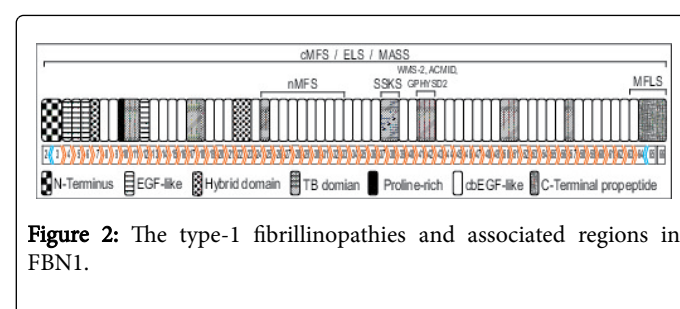 cMFS / ELS / MASS
WMS-2, ACMID,
nMFS SSKS GPHYSD2 MFLS
N-Terminus EGF-like Hybrid domain TB domian Proline-rich cbEGF-like C-Terminal propeptide
Figure 2: The type-1 fibrillinopathies and associated regions in
FBN1.